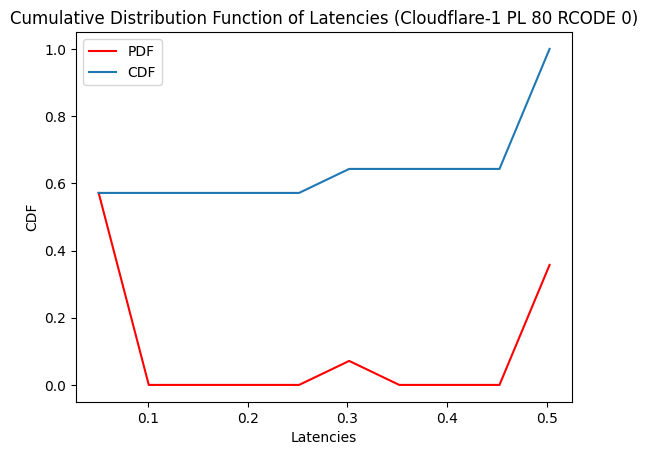 Cumulative Distribution Function of Latencies (Cloudflare-1 PL 80 RCODE 0)
PDF
CDF
1.0
0.8
0.6
0.4
0.2
0.0
CDF
0.1
0.2
0.3
0.4
0.5
Latencies